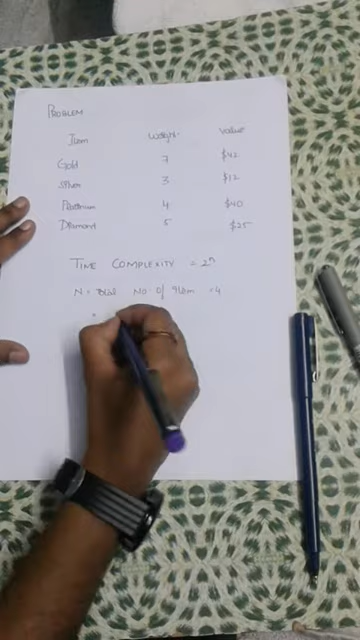 PROBLEM
Item Weight Value
Gold 7 $42
Silver 3 $12
Platinum 4 $40
Diamond 5 $25
TIME COMPLEXITY = 2ⁿ
N = Total No. Of Item = 4